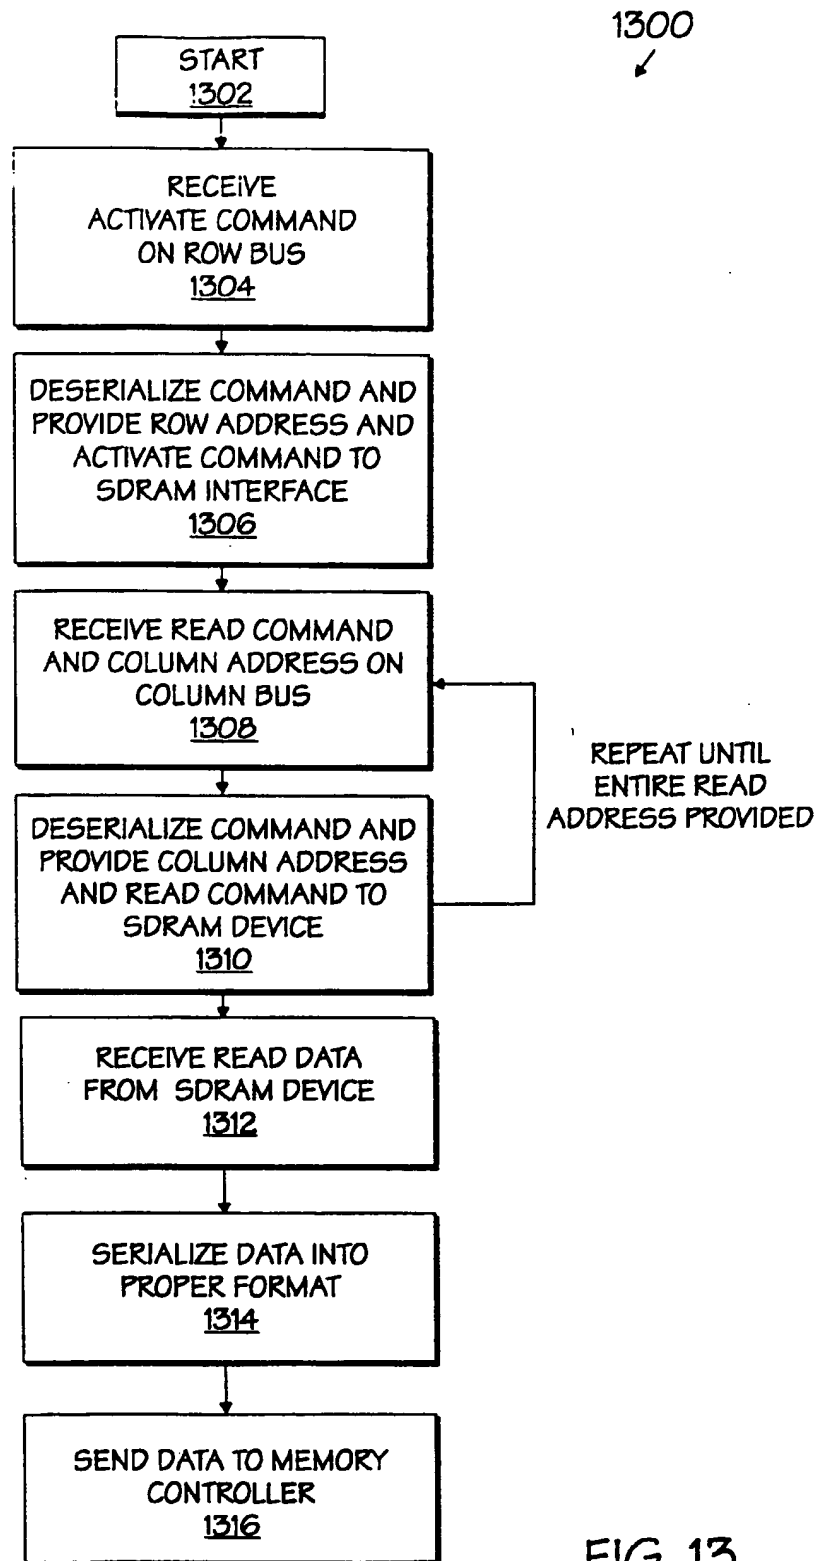 1300
START
1302
RECEIVE
ACTIVATE COMMAND
ON ROW BUS
1304
DESERIALIZE COMMAND AND
PROVIDE ROW ADDRESS AND
ACTIVATE COMMAND TO
SDRAM INTERFACE
1306
RECEIVE READ COMMAND
AND COLUMN ADDRESS ON
COLUMN BUS
1308
REPEAT UNTIL
ENTIRE READ
ADDRESS PROVIDED
DESERIALIZE COMMAND AND
PROVIDE COLUMN ADDRESS
AND READ COMMAND TO
SDRAM DEVICE
1310
RECEIVE READ DATA
FROM SDRAM DEVICE
1312
SERIALIZE DATA INTO
PROPER FORMAT
1314
SEND DATA TO MEMORY
CONTROLLER
1316
FIG. 13